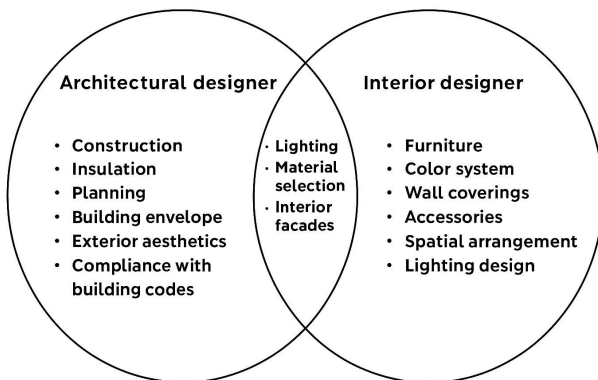 Architectural designer
• Construction
• Insulation
• Planning
• Building envelope
• Exterior aesthetics
• Compliance with
building codes
· Lighting
· Material
selection
· Interior
facades
Interior designer
• Furniture
• Color system
• Wall coverings
• Accessories
• Spatial arrangement
• Lighting design